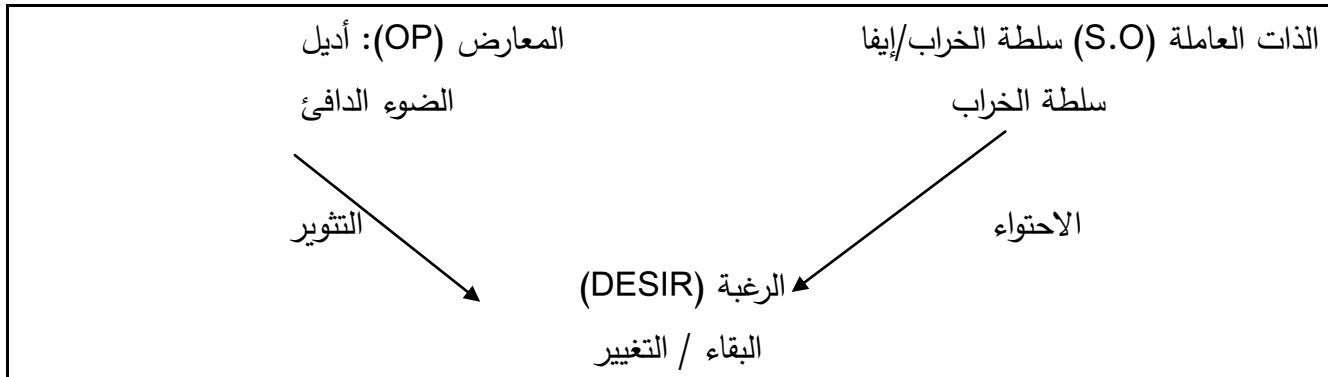 الذات العاملة (S.O) سلطة الخراب/إيفا المعارض (OP): أديل
سلطة الخراب الضوء الدافئ
الاحتواء التثوير
الرغبة (DESIR)
البقاء / التغيير